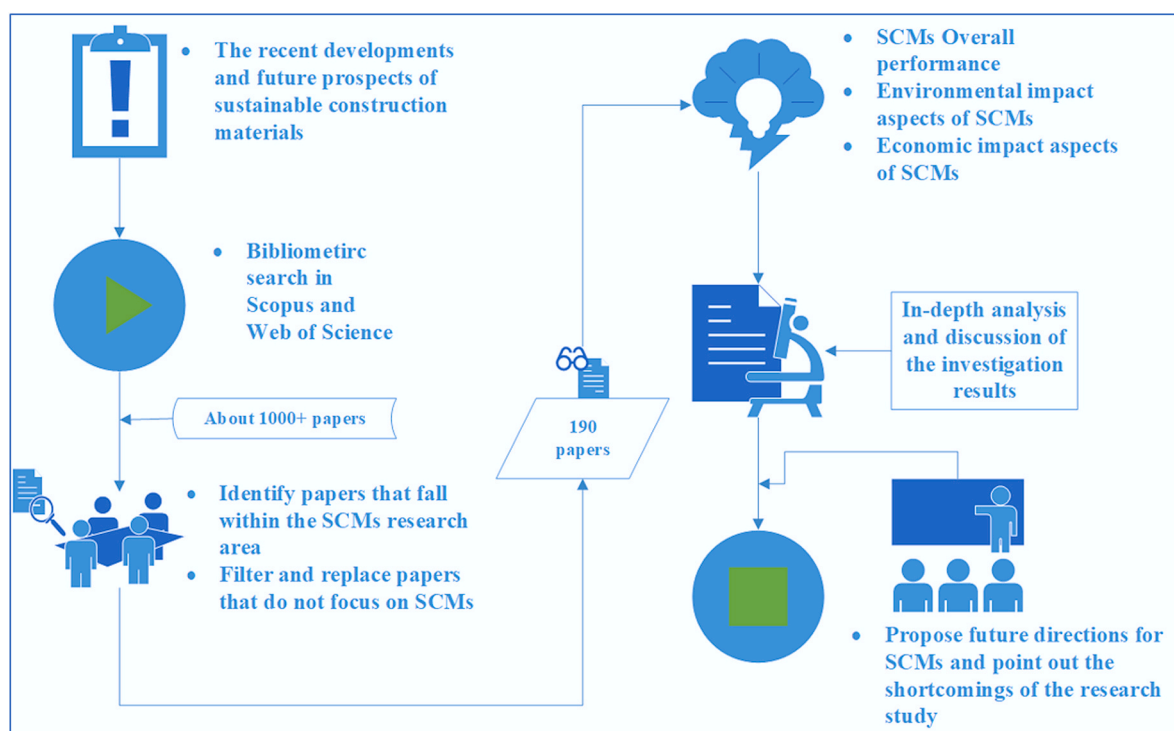 • The recent developments
and future prospects of
sustainable construction
materials
• Bibliometirc
search in
Scopus and
Web of Science
About 1000+ papers
• Identify papers that fall
within the SCMs research
area
• Filter and replace papers
that do not focus on SCMs
190
papers
• SCMs Overall
performance
• Environmental impact
aspects of SCMs
• Economic impact aspects
of SCMs
In-depth analysis
and discussion of
the investigation
results
• Propose future directions for
SCMs and point out the
shortcomings of the research
study